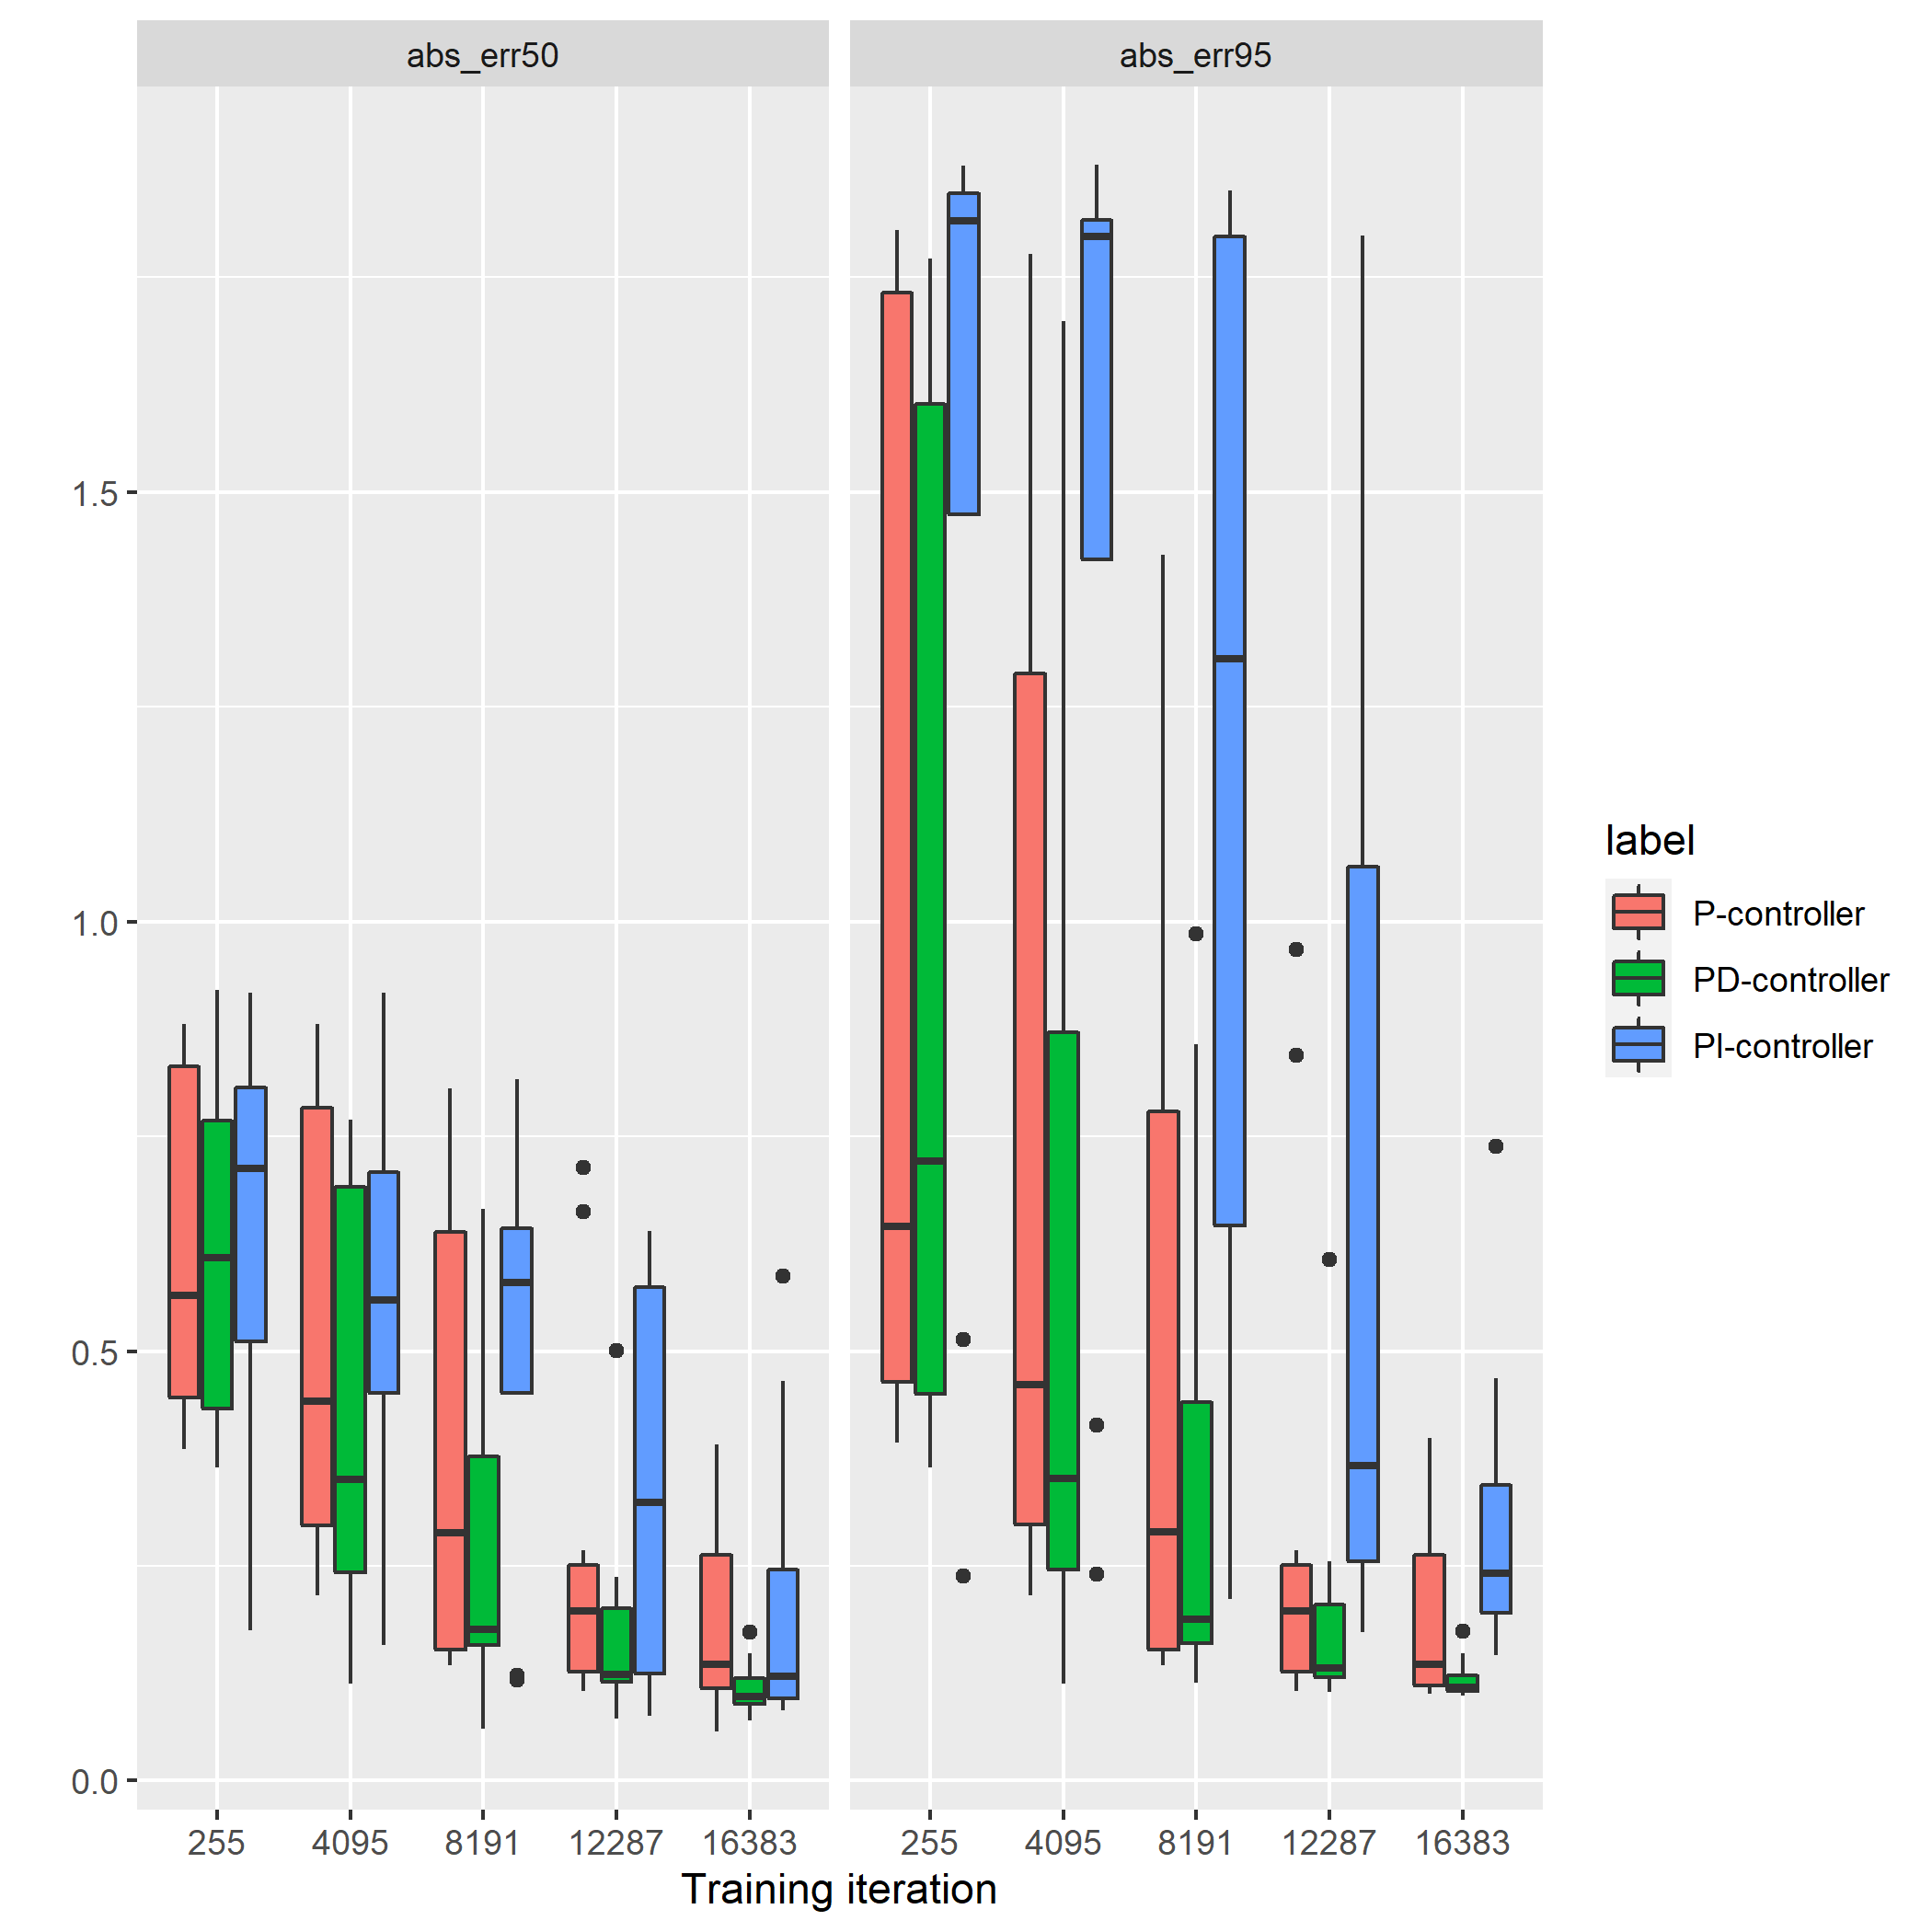 abs_err50
abs_err95
1.5
1.0
0.5
0.0
255 4095 8191 12287 16383
255 4095 8191 12287 16383
Training iteration
label
P-controller
PD-controller
PI-controller